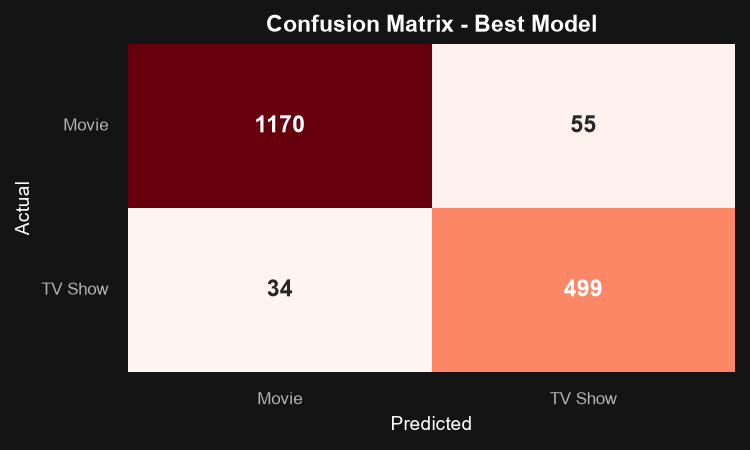 Confusion Matrix - Best Model
Movie
1170
55
Actual
TV Show
34
499
Movie
TV Show
Predicted